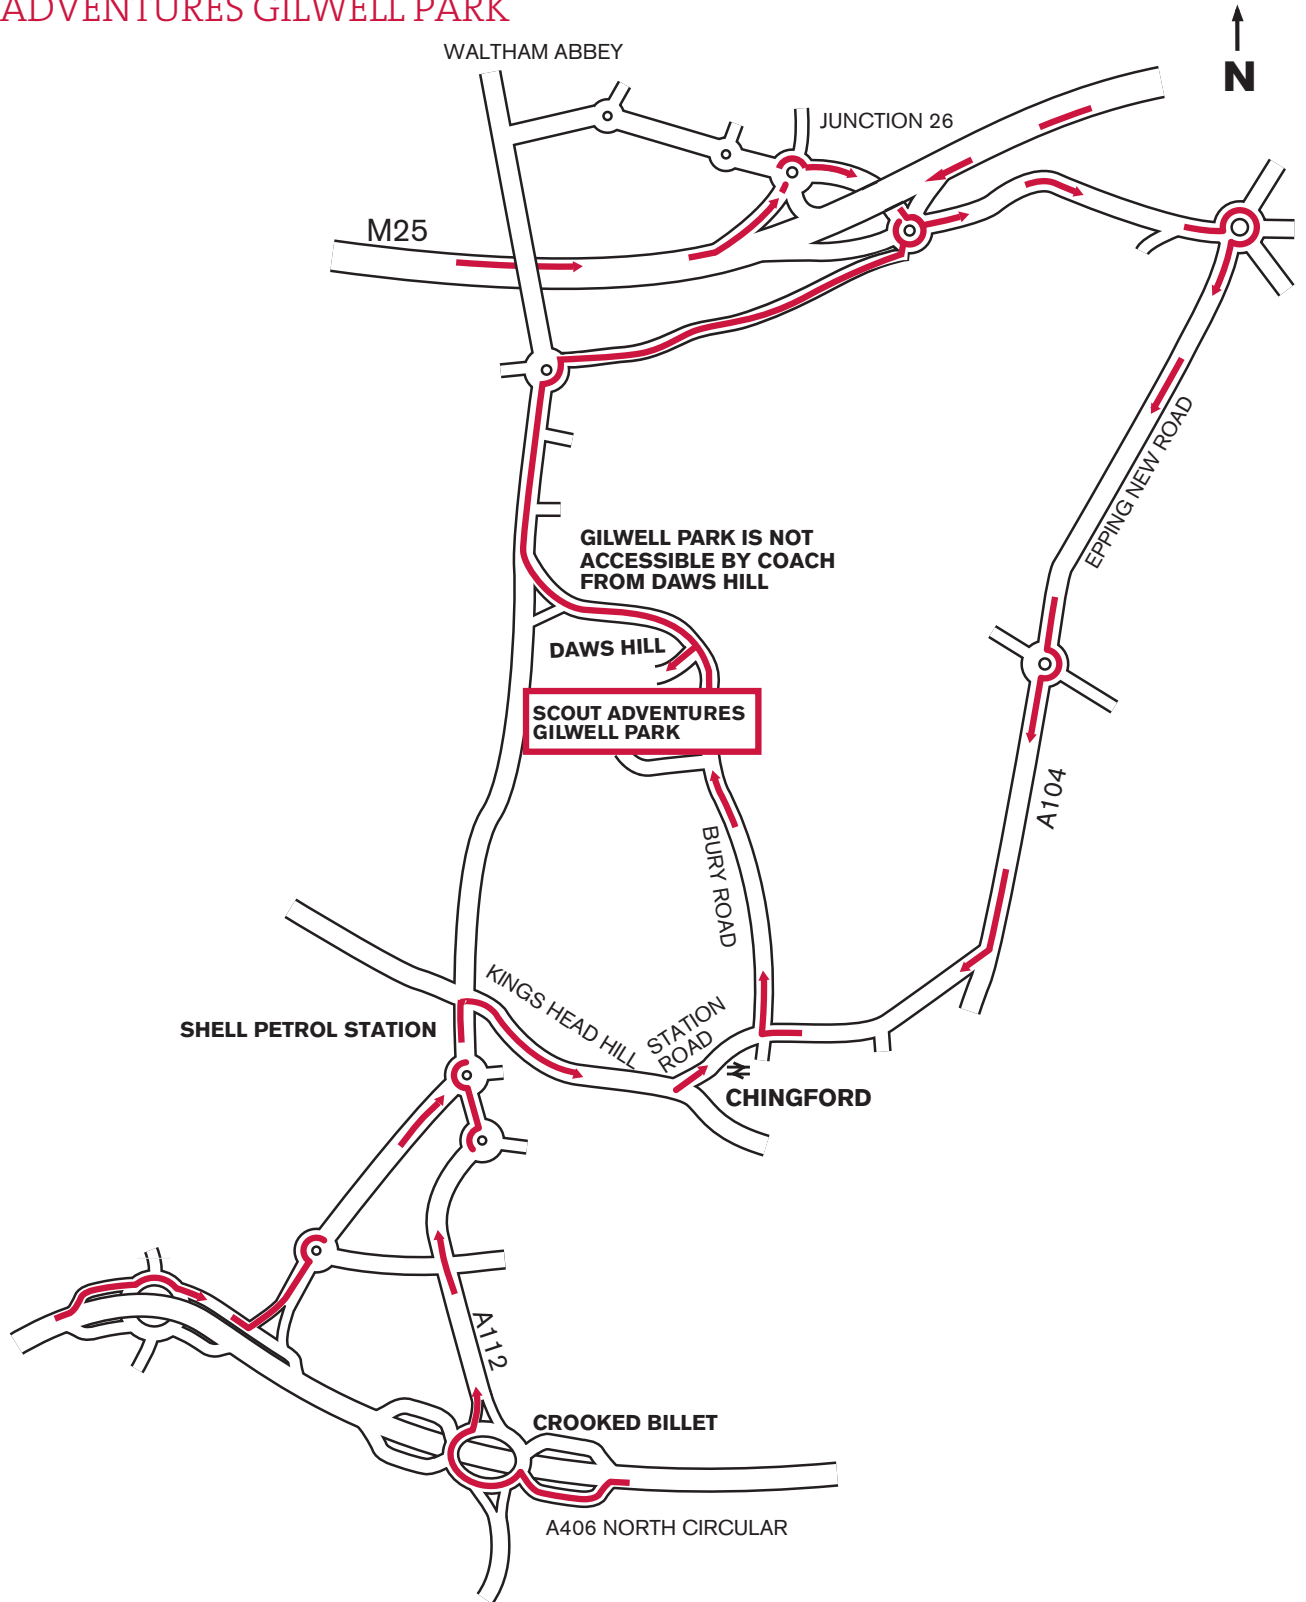 ADVENTURES GILWELL PARK
WALTHAM ABBEY
N
JUNCTION 26
M25
EPPING NEW ROAD
GILWELL PARK IS NOT
ACCESSIBLE BY COACH
FROM DAWS HILL
DAWS HILL
SCOUT ADVENTURES
GILWELL PARK
A104
BURY ROAD
KINGS HEAD HILL
STATION
ROAD
SHELL PETROL STATION
CHINGFORD
A112
CROOKED BILLET
A406 NORTH CIRCULAR